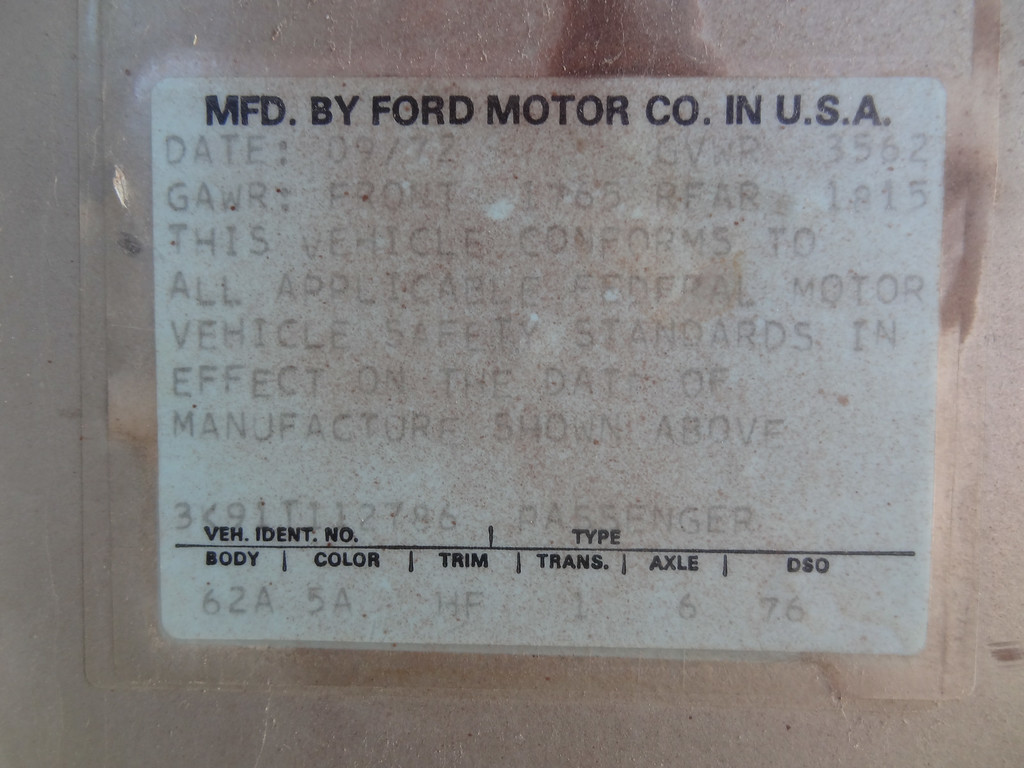 MFD. BY FORD MOTOR CO. IN U.S.A.
DATE: 09/72 GVWR 3562
GAWR: FRONT 1765 REAR 1815
THIS VEHICLE CONFORMS TO
ALL APPLICABLE FEDERAL MOTOR
VEHICLE SAFETY STANDARDS IN
EFFECT ON THE DATE OF
MANUFACTURE SHOWN ABOVE
PASSENGER
VEH. IDENT. NO. | TYPE
BODY | COLOR | TRIM | TRANS. | AXLE | DSO
62A 5A HF 1 6 76